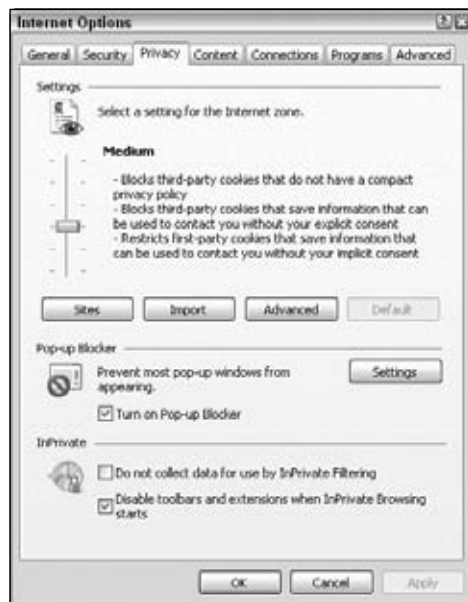 Internet Options
General Security Privacy Content Connections Programs Advanced
Settings
Select a setting for the Internet zone.
Medium
- Blocks third-party cookies that do not have a compact
privacy policy
- Blocks third-party cookies that save information that can
be used to contact you without your explicit consent
- Restricts first-party cookies that save information that
can be used to contact you without your implicit consent
Sites Import Advanced Default
Pop-up Blocker
Prevent most pop-up windows from
appearing.
Settings
Turn on Pop-up Blocker
InPrivate
Do not collect data for use by InPrivate Filtering
Disable toolbars and extensions when InPrivate Browsing
starts
OK Cancel Apply